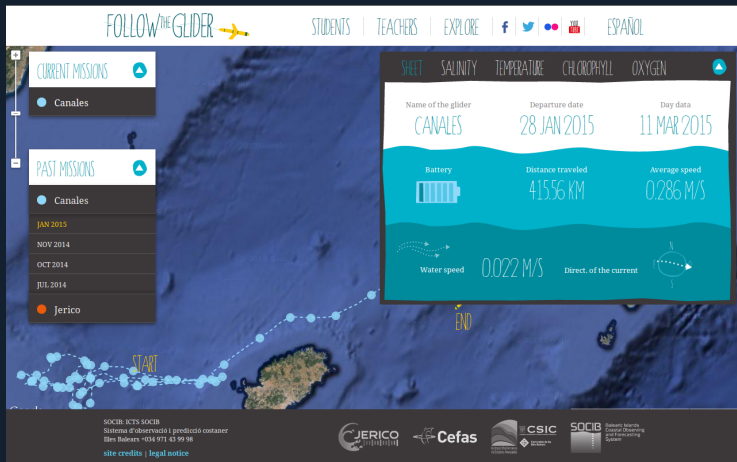 FOLLOW THE GLIDER
STUDENTS
TEACHERS
EXPLORE
f
You
Tube
ESPAÑOL
CURRENT MISSIONS
Canales
PAST MISSIONS
Canales
JAN 2015
NOV 2014
OCT 2014
JUL 2014
Jerico
SHEET SALINITY TEMPERATURE CHLOROPHYLL OXYGEN
Name of the glider
CANALES
Departure date
28 JAN 2015
Day data
11 MAR 2015
Battery
Distance traveled
415.56 KM
Average speed
0.286 M/S
Water speed
0.022 M/S
Direct. of the current
N
S
START
END
SOCIB: ICTS SOCIB
Sistema d'observació i predicció costaner
Illes Balears +034 971 43 99 98
site credits | legal notice
JERICO
Cefas
CSIC
SOCIB
Balearic Islands
Coastal Observing
and Forecasting
System